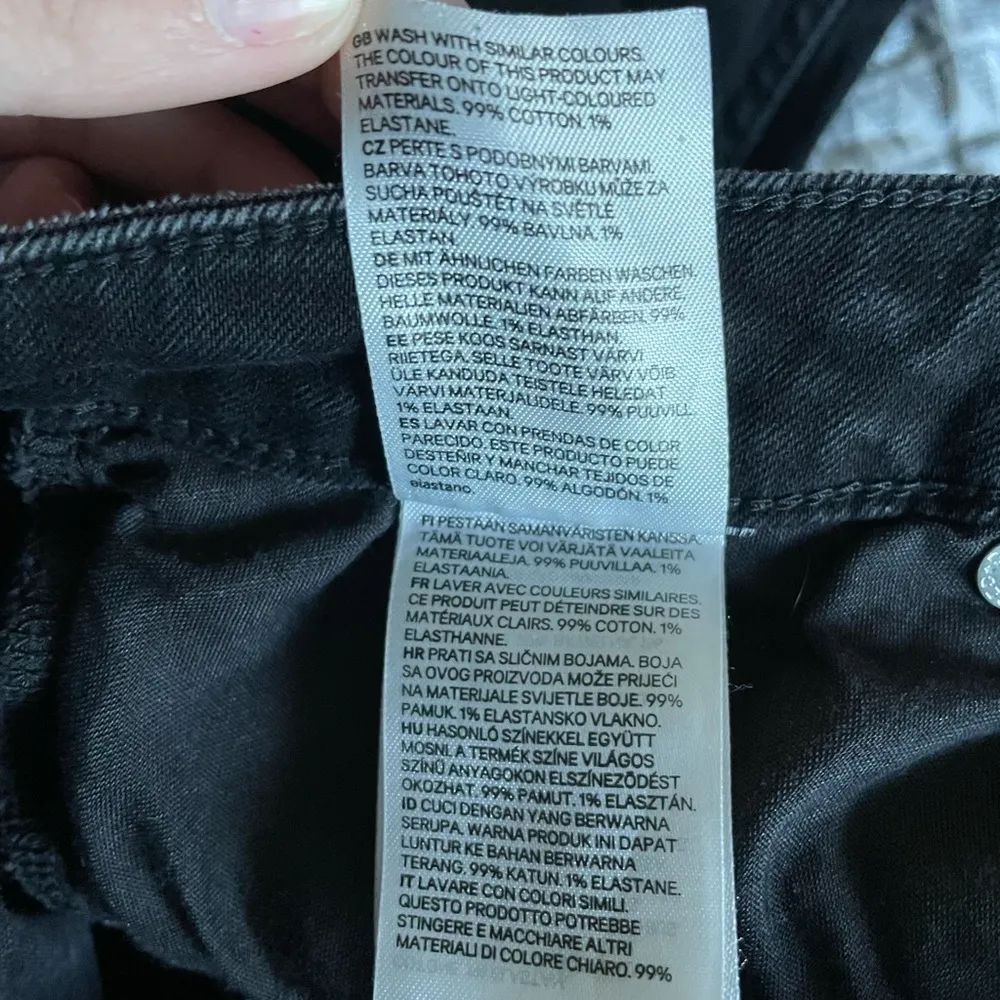 GB WASH WITH SIMILAR COLOURS.
THE COLOUR OF THIS PRODUCT MAY
TRANSFER ONTO LIGHT-COLOURED
MATERIALS. 99% COTTON. 1%
ELASTANE.
CZ PERTE S PODOBNÝMI BARVAMI.
BARVA TOHOTO VÝROBKU MŮŽE ZA
SUCHA POUŠTĚT NA SVĚTLÉ
MATERIÁLY. 99% BAVLNA. 1%
ELASTAN.
DE MIT ÄHNLICHEN FARBEN WASCHEN.
DIESES PRODUKT KANN AUF ANDERE,
HELLE MATERIALIEN ABFÄRBEN. 99%
BAUMWOLLE. 1% ELASTHAN.
EE PESE KOOS SARNAST VÄRVI
RIIETEGA. SELLE TOOTE VÄRV VÕIB
ÜLE KANDUDA TEISTELE HELEDAT
VÄRVI MATERJALIDELE. 99% PUUVILL.
1% ELASTAAN.
ES LAVAR CON PRENDAS DE COLOR
PARECIDO. ESTE PRODUCTO PUEDE
DESTEÑIR Y MANCHAR TEJIDOS DE
COLOR CLARO. 99% ALGODÓN. 1%
elastano.
FI PESTÄÄN SAMANVÄRISTEN KANSSA.
TÄMÄ TUOTE VOI VÄRJÄTÄ VAALEITA
MATERIAALEJA. 99% PUUVILLAA. 1%
ELASTAANIA.
FR LAVER AVEC COULEURS SIMILAIRES.
CE PRODUIT PEUT DÉTEINDRE SUR DES
MATÉRIAUX CLAIRS. 99% COTON. 1%
ELASTHANNE.
HR PRATI SA SLIČNIM BOJAMA. BOJA
SA OVOG PROIZVODA MOŽE PRIJEĆI
NA MATERIJALE SVIJETLE BOJE. 99%
PAMUK. 1% ELASTANSKO VLAKNO.
HU HASONLÓ SZÍNEKKEL EGYÜTT
MOSNI. A TERMÉK SZÍNE VILÁGOS
SZÍNŰ ANYAGOKON ELSZÍNEZŐDÉST
OKOZHAT. 99% PAMUT. 1% ELASZTÁN.
ID CUCI DENGAN YANG BERWARNA
SERUPA. WARNA PRODUK INI DAPAT
LUNTUR KE BAHAN BERWARNA
TERANG. 99% KATUN. 1% ELASTANE.
IT LAVARE CON COLORI SIMILI.
QUESTO PRODOTTO POTREBBE
STINGERE E MACCHIARE ALTRI
MATERIALI DI COLORE CHIARO. 99%